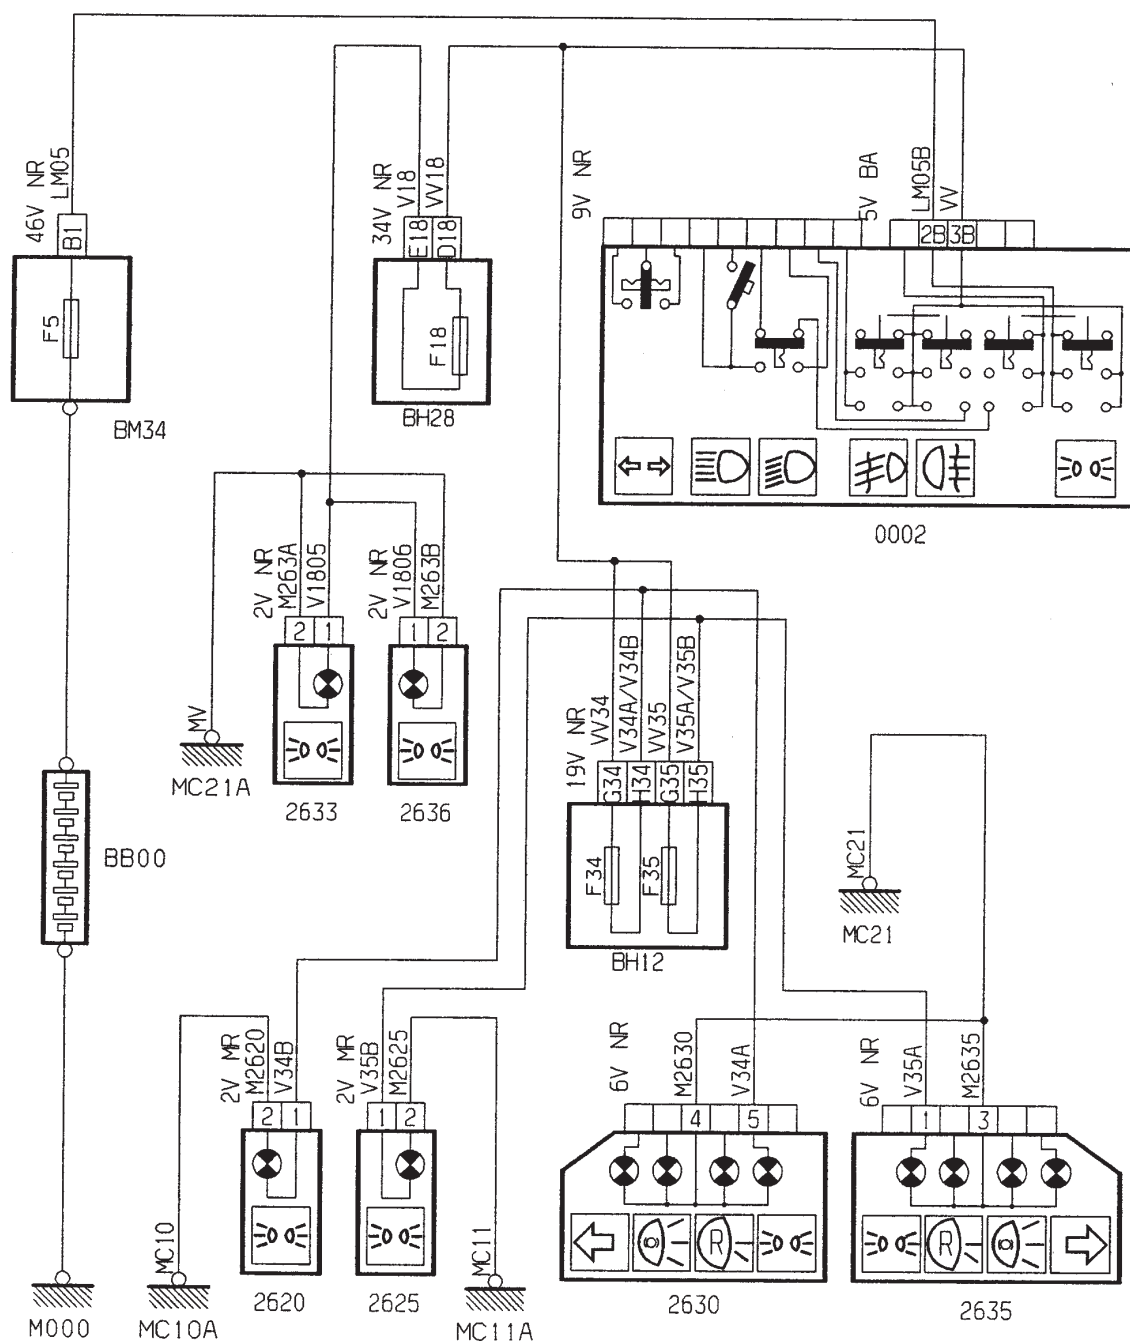 46V NR
LM05
B1
F5
BM34
34V NR
V18
VV18
E18
D18
F18
BH28
9V NR
5V BA
LM05B
VV
2B
3B
0002
2V NR
M263A
V1805
2
1
2V NR
V1806
M263B
1
2
MV
MC21A
2633
2636
19V NR
VV34
V34A/V34B
VV35
V35A/V35B
G34
I34
G35
I35
F34
F35
BH12
MC21
MC21
BB00
2V MR
M2620
V34B
2
1
2V MR
V35B
M2625
1
2
6V NR
M2630
V34A
4
5
6V NR
V35A
M2635
1
3
R
R
MC10
MC11
M000
MC10A
2620
2625
MC11A
2630
2635